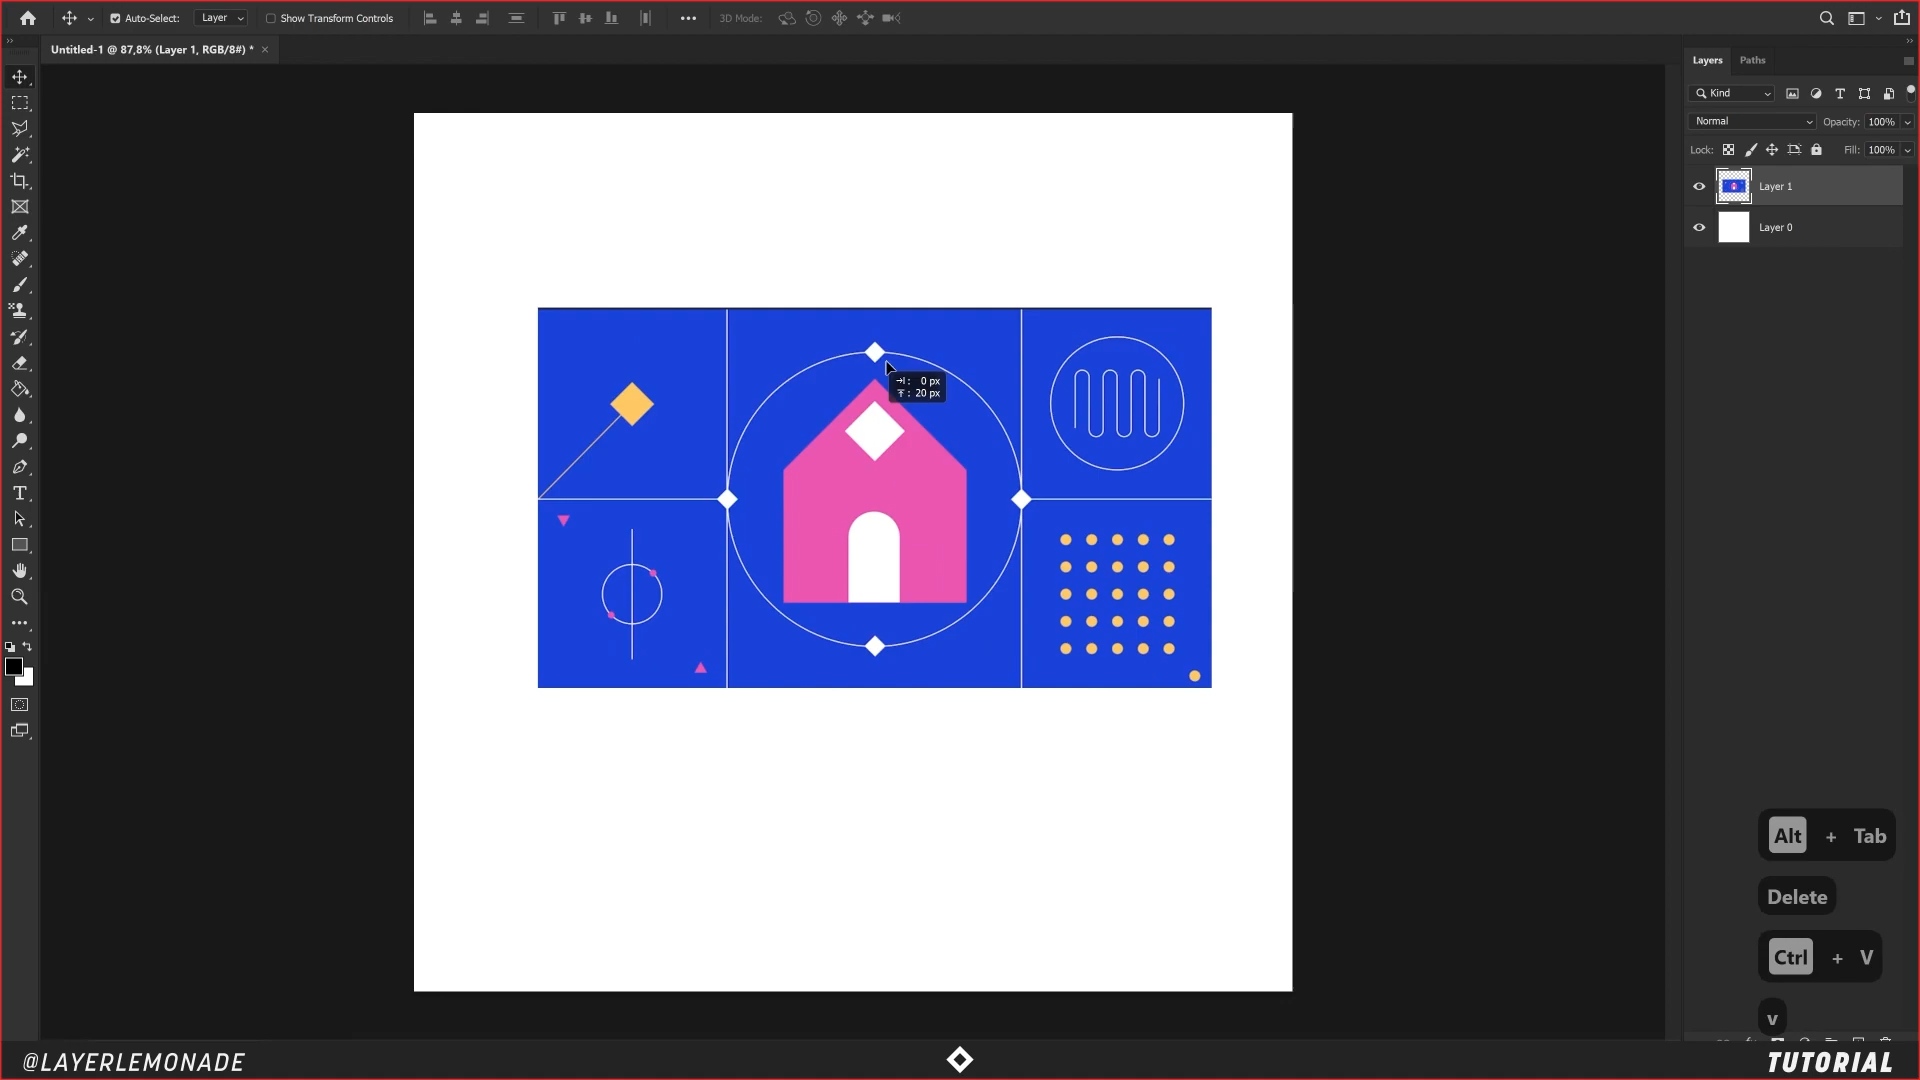 Auto-Select: Layer Show Transform Controls 3D Mode:
Untitled-1 @ 87,8% (Layer 1, RGB/8#) * ×
Layers Paths
Kind
Normal Opacity: 100%
Lock: Fill: 100%
Layer 1
Layer 0
: 0 px
: 20 px
Alt + Tab
Delete
Ctrl + V
v
@LAYERLEMONADE
TUTORIAL